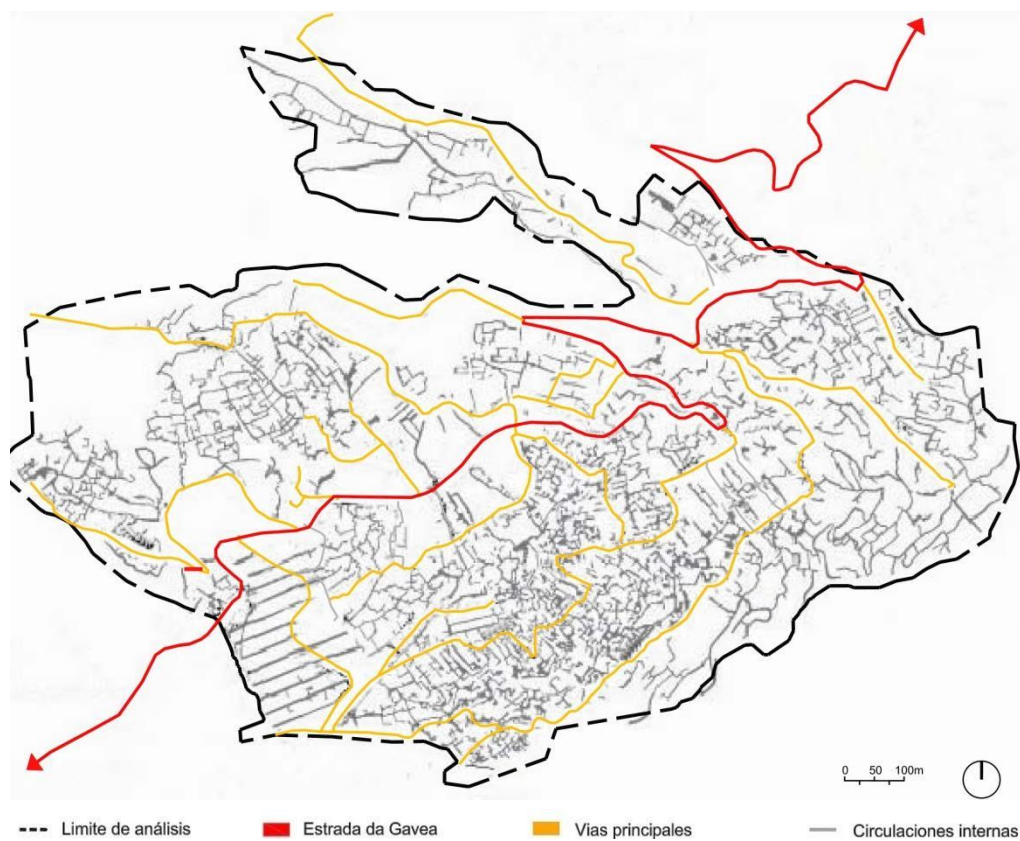 0 50 100m
Limite de análisis
Estrada da Gavea
Vias principales
Circulaciones internas